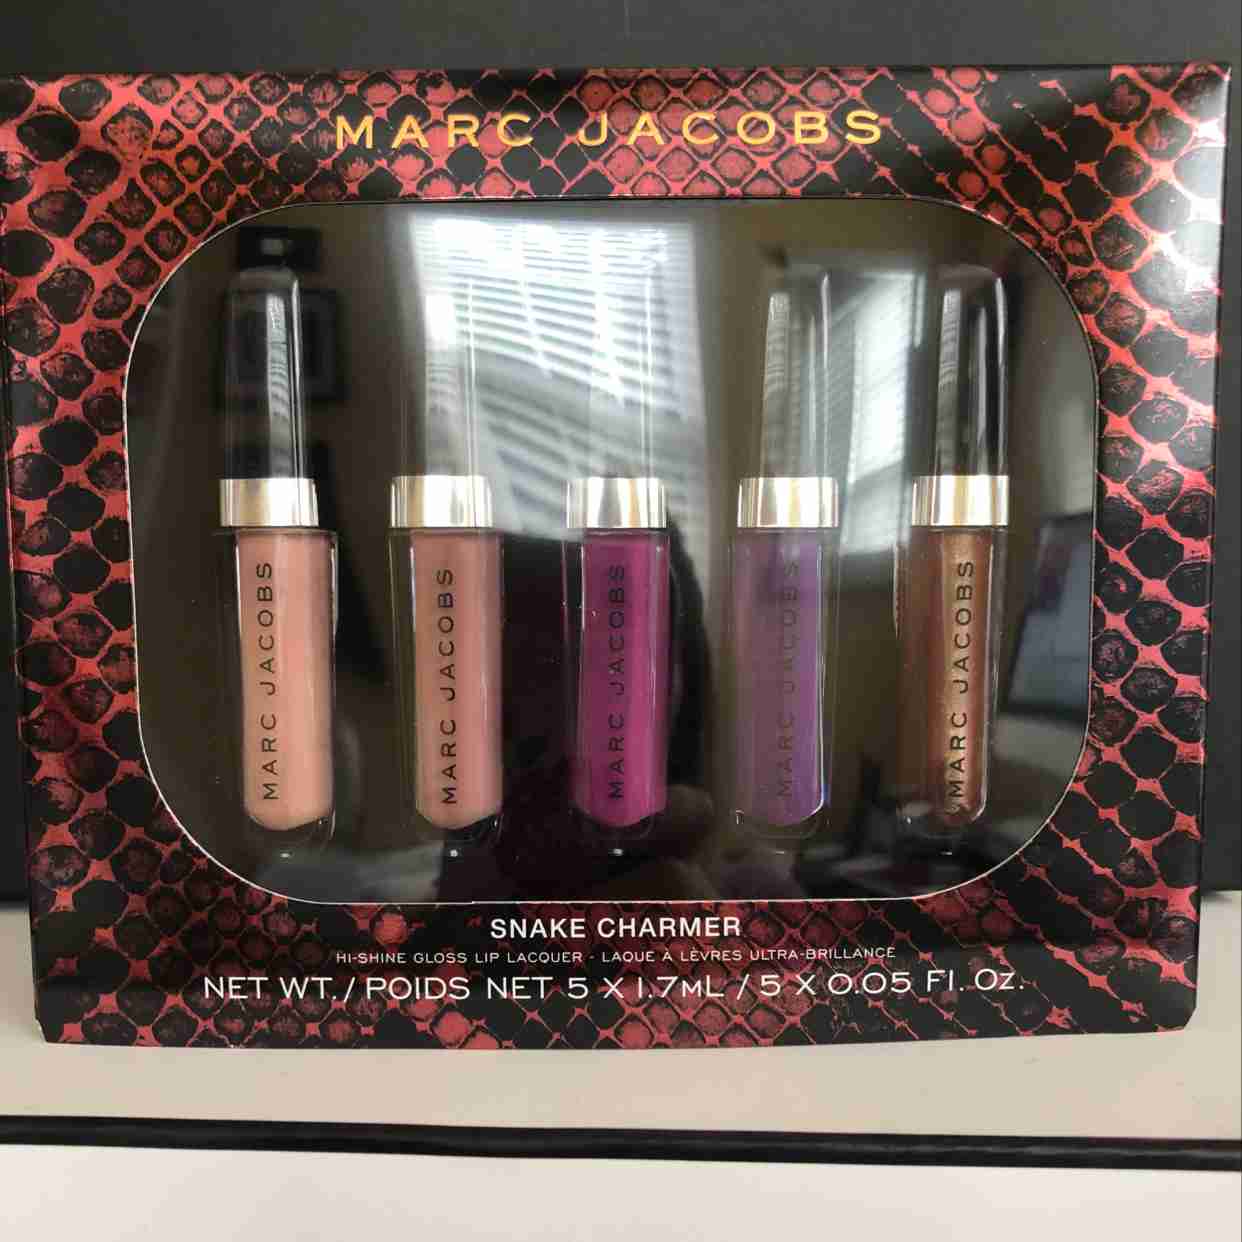 MARC JACOBS
MARC JACOBS
MARC JACOBS
MARC JACOBS
MARC JACOBS
MARC JACOBS
SNAKE CHARMER
HI-SHINE GLOSS LIP LACQUER - LAQUE À LÈVRES ULTRA-BRILLANCE
NET WT. / POIDS NET 5 X 1.7mL / 5 X 0.05 FL. Oz.